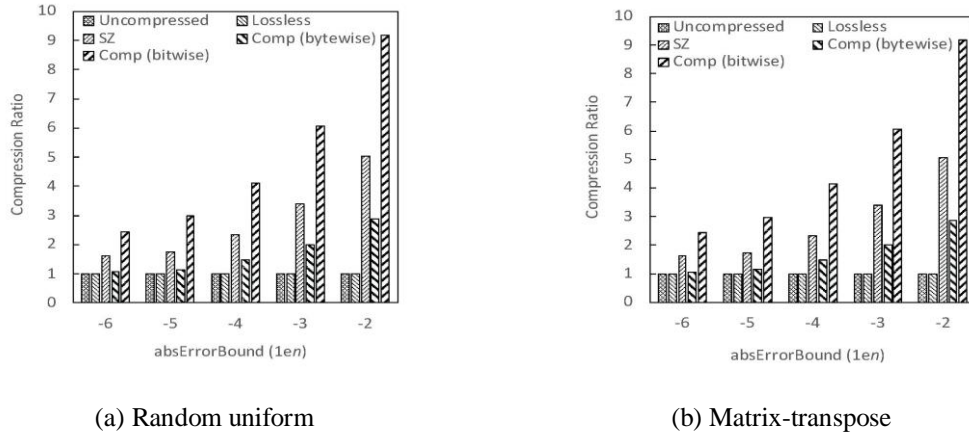 10
9
8
7
6
5
4
3
2
1
0
Compression Ratio
Uncompressed Lossless
SZ Comp (bytewise)
Comp (bitwise)
-6 -5 -4 -3 -2
absErrorBound (1en)
(a) Random uniform
10
9
8
7
6
5
4
3
2
1
0
Compression Ratio
Uncompressed Lossless
SZ Comp (bytewise)
Comp (bitwise)
-6 -5 -4 -3 -2
absErrorBound (1en)
(b) Matrix-transpose